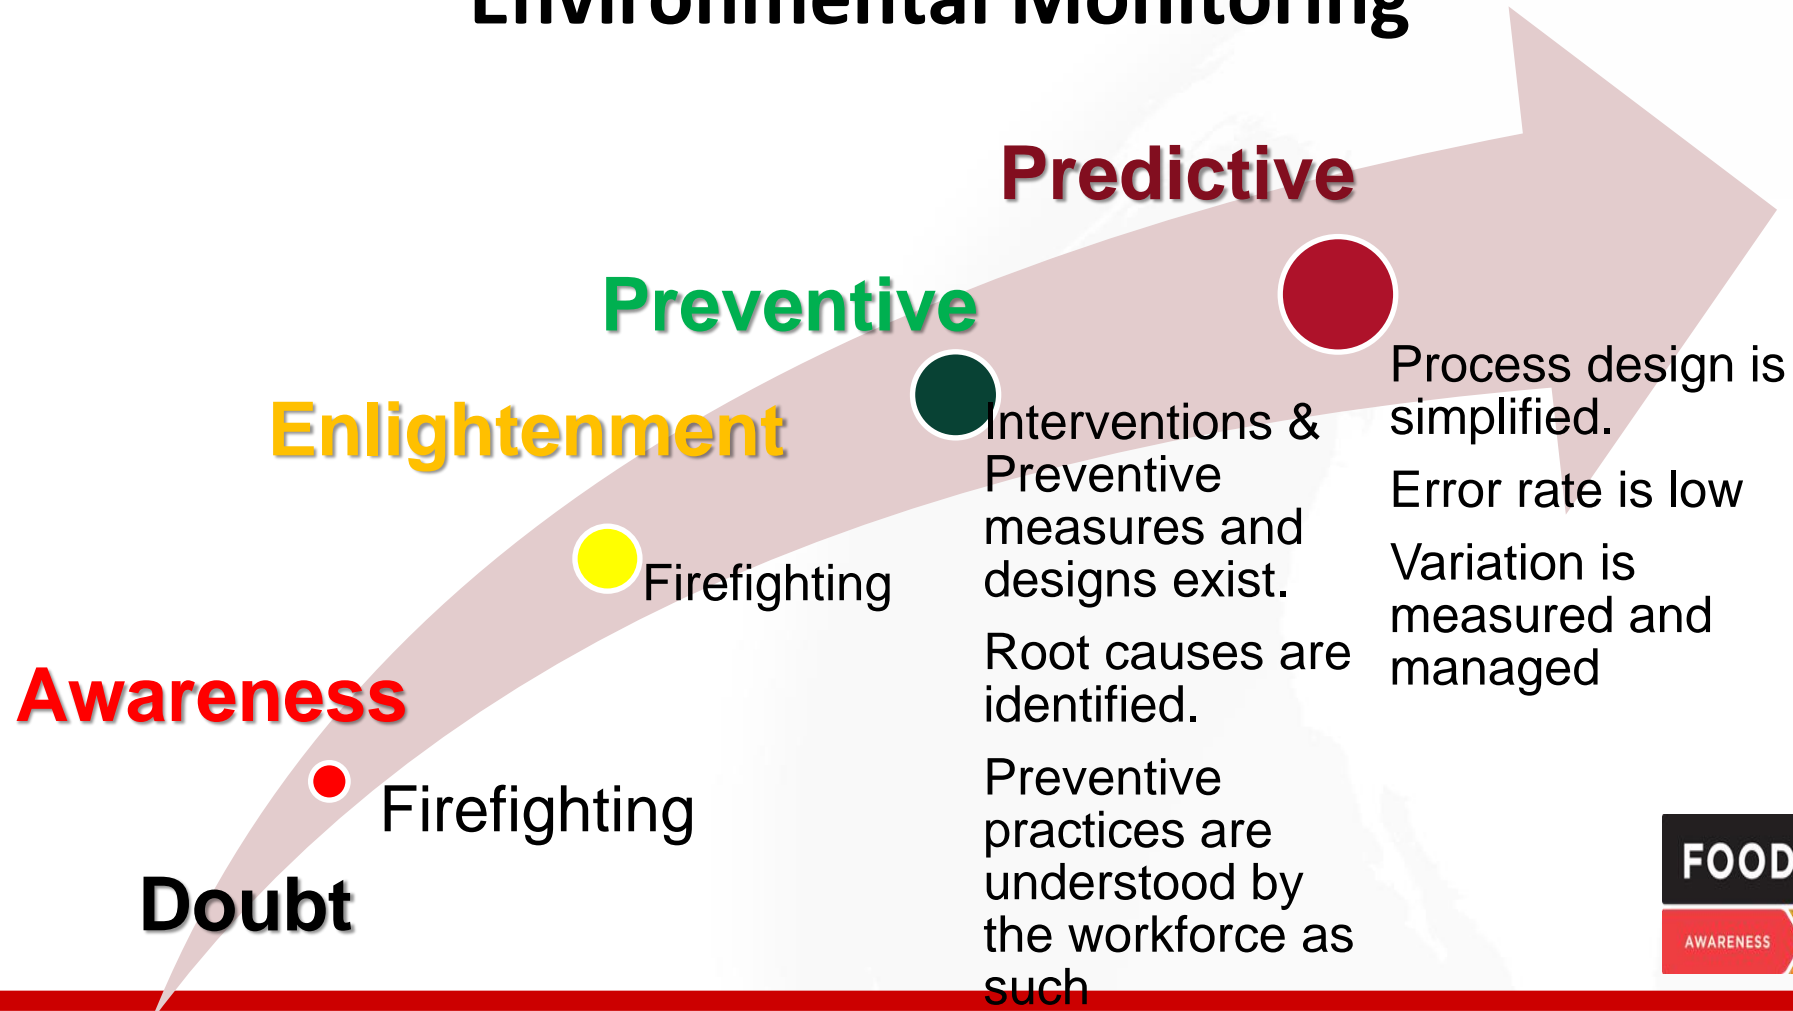 Environmental Monitoring
Predictive
Preventive
Enlightenment
Awareness
Doubt
Firefighting
Firefighting
Interventions &
Preventive
measures and
designs exist.
Root causes are
identified.
Preventive
practices are
understood by
the workforce as
such
Process design is
simplified.
Error rate is low
Variation is
measured and
managed
FOOD
AWARENESS